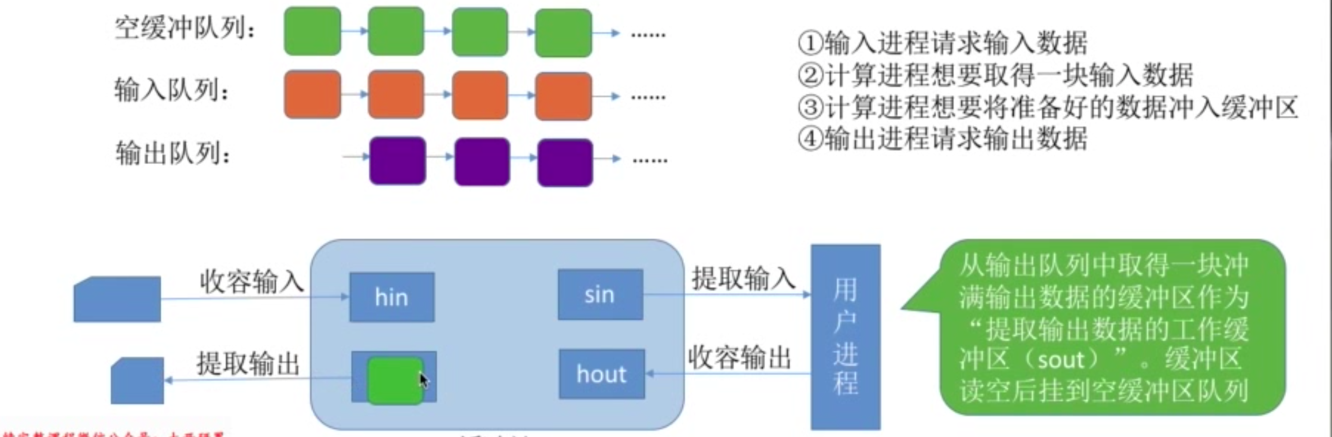 空缓冲队列：
……
输入队列：
……
输出队列：
……
①输入进程请求输入数据
②计算进程想要取得一块输入数据
③计算进程想要将准备好的数据冲入缓冲区
④输出进程请求输出数据
收容输入
hin
sin
提取输入
提取输出
hout
收容输出
用户进程
从输出队列中取得一块冲
满输出数据的缓冲区作为
“提取输出数据的工作缓
冲区（sout）”。缓冲区
读空后挂到空缓冲区队列